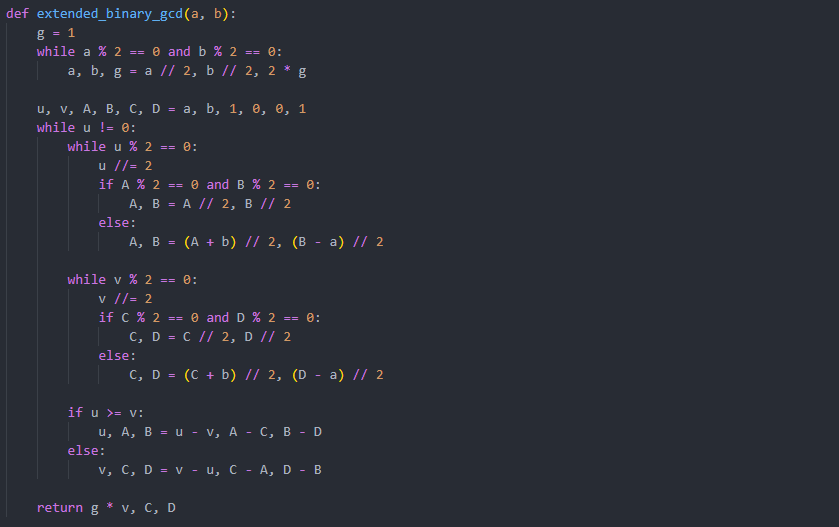 def extended_binary_gcd(a, b):
    g = 1
    while a % 2 == 0 and b % 2 == 0:
        a, b, g = a // 2, b // 2, 2 * g

    u, v, A, B, C, D = a, b, 1, 0, 0, 1
    while u != 0:
        while u % 2 == 0:
            u //= 2
            if A % 2 == 0 and B % 2 == 0:
                A, B = A // 2, B // 2
            else:
                A, B = (A + b) // 2, (B - a) // 2

        while v % 2 == 0:
            v //= 2
            if C % 2 == 0 and D % 2 == 0:
                C, D = C // 2, D // 2
            else:
                C, D = (C + b) // 2, (D - a) // 2

        if u >= v:
            u, A, B = u - v, A - C, B - D
        else:
            v, C, D = v - u, C - A, D - B

    return g * v, C, D